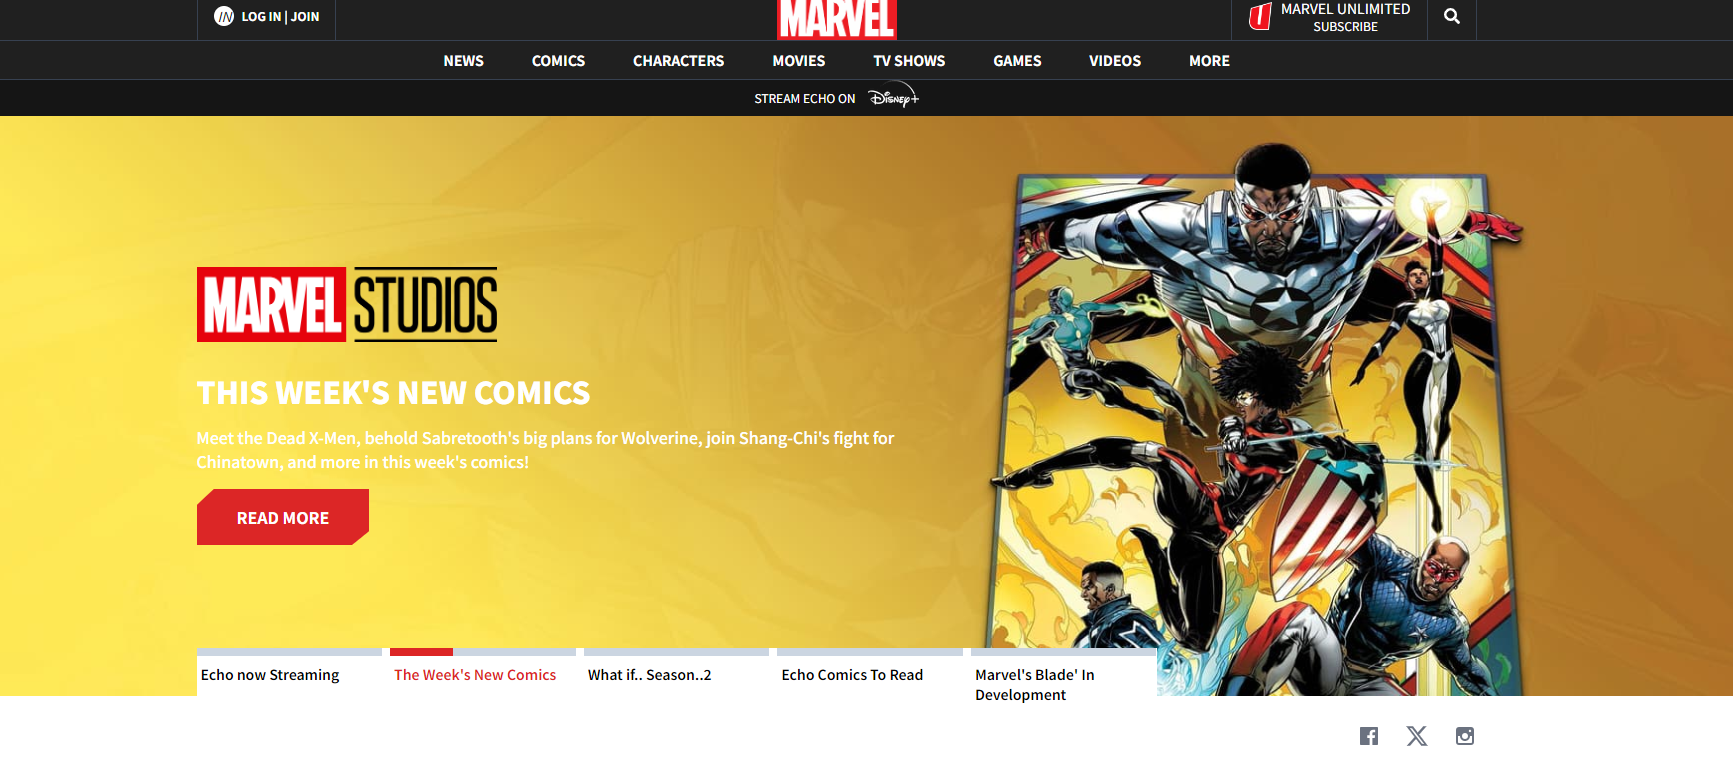 LOG IN | JOIN
MARVEL
MARVEL UNLIMITED
SUBSCRIBE
NEWS COMICS CHARACTERS MOVIES TV SHOWS GAMES VIDEOS MORE
STREAM ECHO ON Disney+
MARVEL STUDIOS
THIS WEEK'S NEW COMICS
Meet the Dead X-Men, behold Sabretooth's big plans for Wolverine, join Shang-Chi's fight for
Chinatown, and more in this week's comics!
READ MORE
Echo now Streaming
The Week's New Comics
What if.. Season..2
Echo Comics To Read
Marvel's Blade' In
Development